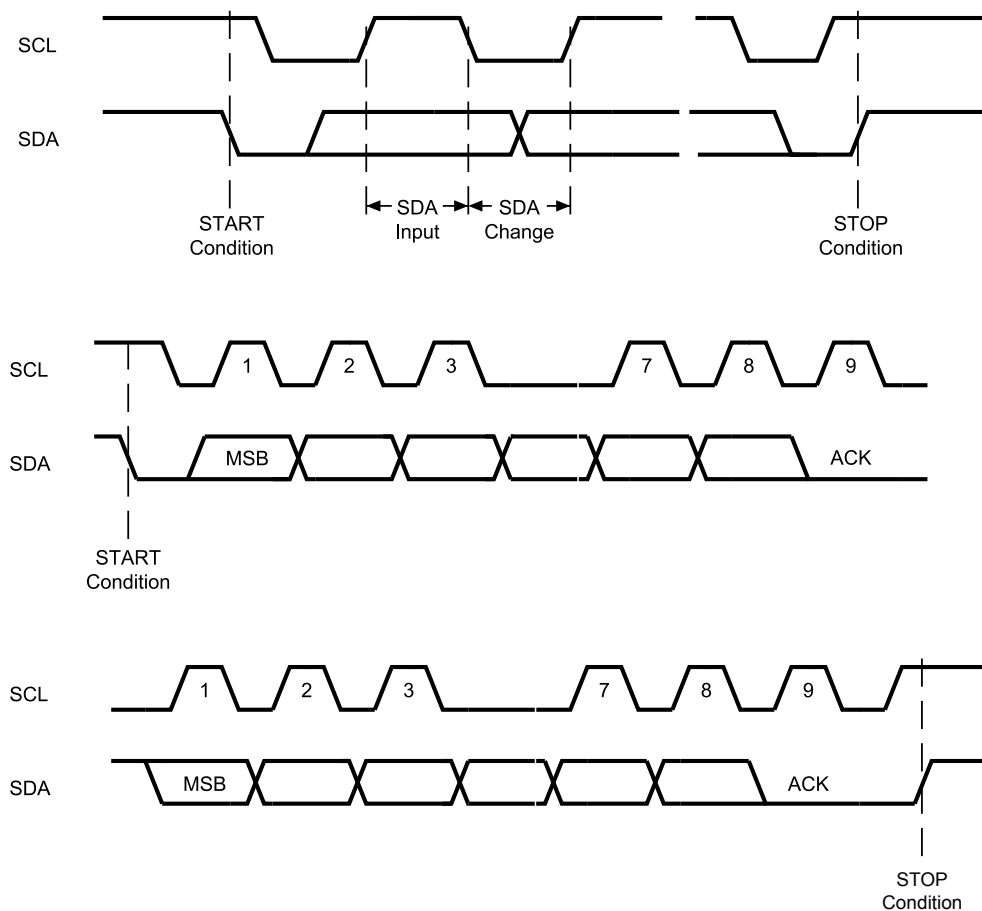 SCL
SDA
SDA SDA
Input Change
START
Condition
STOP
Condition
SCL
1 2 3 7 8 9
SDA
MSB ACK
START
Condition
SCL
1 2 3 7 8 9
SDA
MSB ACK
STOP
Condition